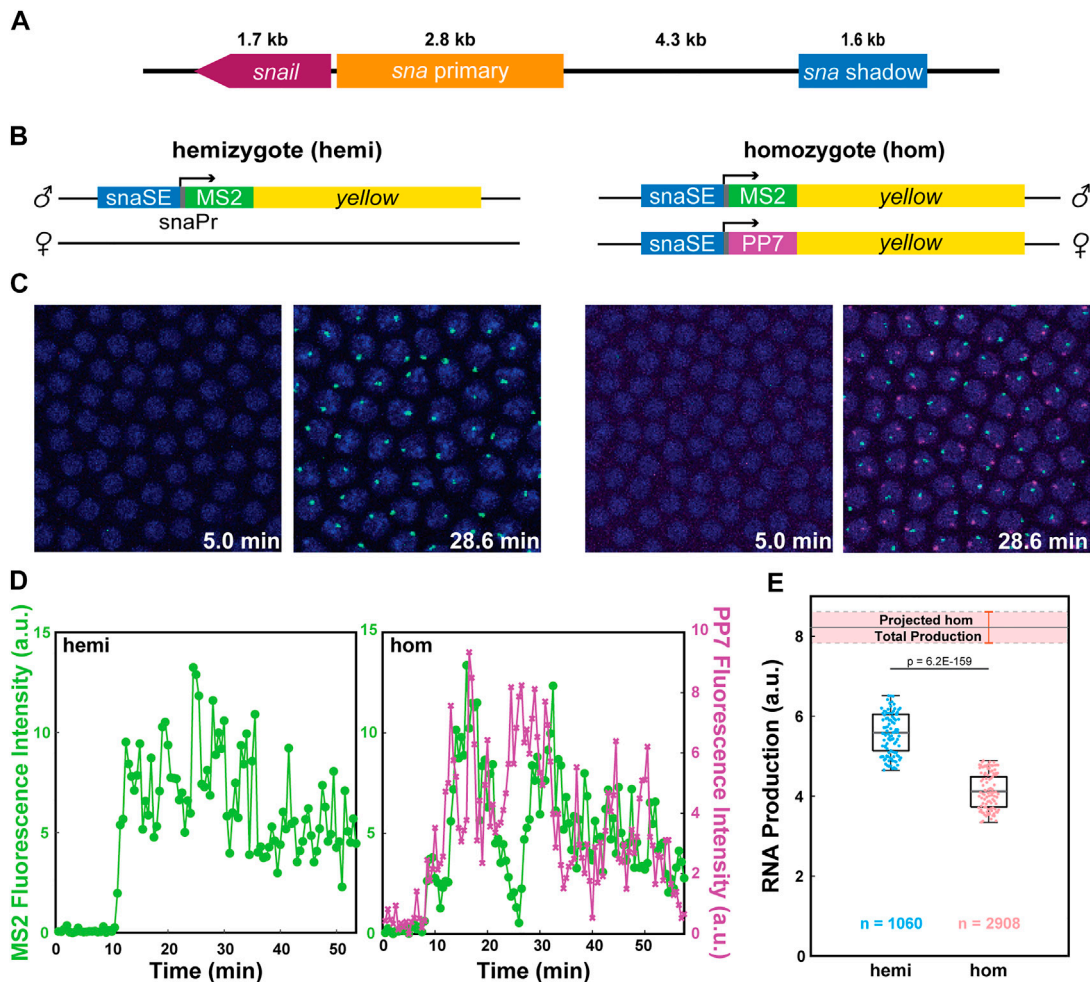 A
1.7 kb 2.8 kb 4.3 kb 1.6 kb
snail sna primary sna shadow
B
hemizygote (hemi)
♂ snaSE MS2 yellow
snaPr
♀
homozygote (hom)
snaSE MS2 yellow ♂
snaSE PP7 yellow ♀
C
5.0 min 28.6 min 5.0 min 28.6 min
D
MS2 Fluorescence Intensity (a.u.)
15
10
5
0
hemi
0 10 20 30 40 50
Time (min)
15
10
5
0
hom
0 10 20 30 40 50
Time (min)
10
8
6
4
2
0
PP7 Fluorescence Intensity (a.u.)
E
RNA Production (a.u.)
8
6
4
2
0
Projected hom
Total Production
p = 6.2E-159
n = 1060 n = 2908
hemi hom